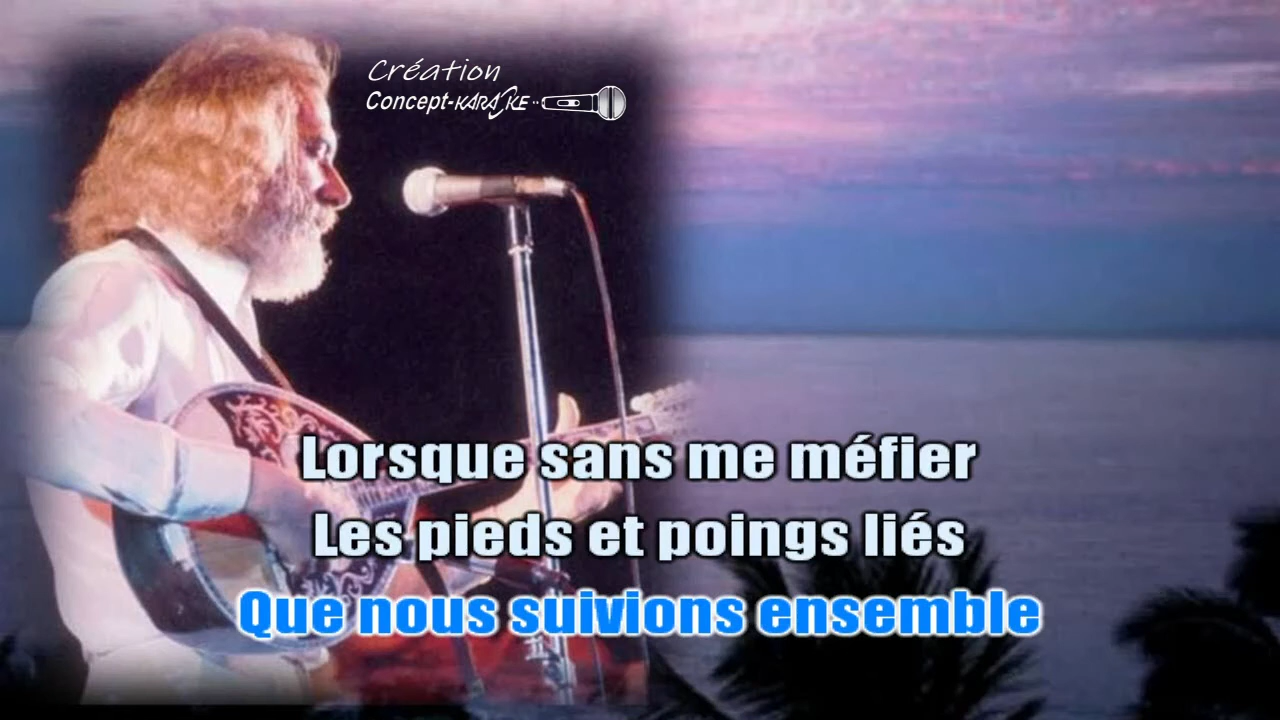 Création
Concept-KARAOKE
Lorsque sans me méfier
Les pieds et poings liés
Que nous suivions ensemble